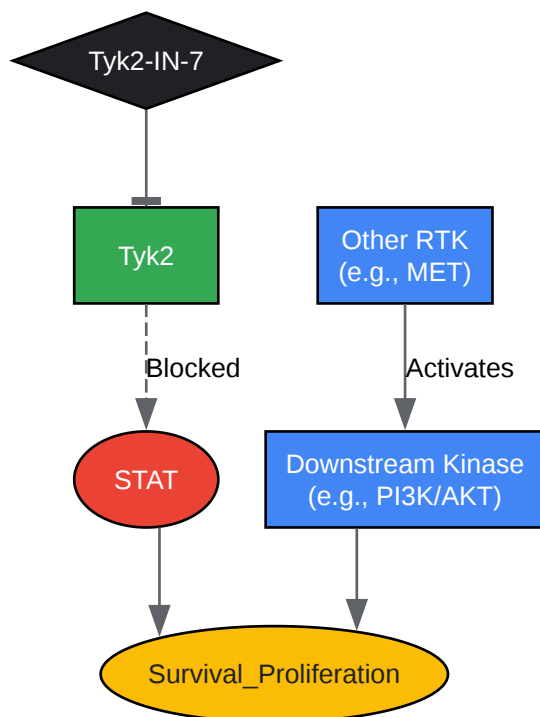 Tyk2-IN-7
Tyk2
Other RTK
(e.g., MET)
Blocked
Activates
STAT
Downstream Kinase
(e.g., PI3K/AKT)
Survival_Proliferation